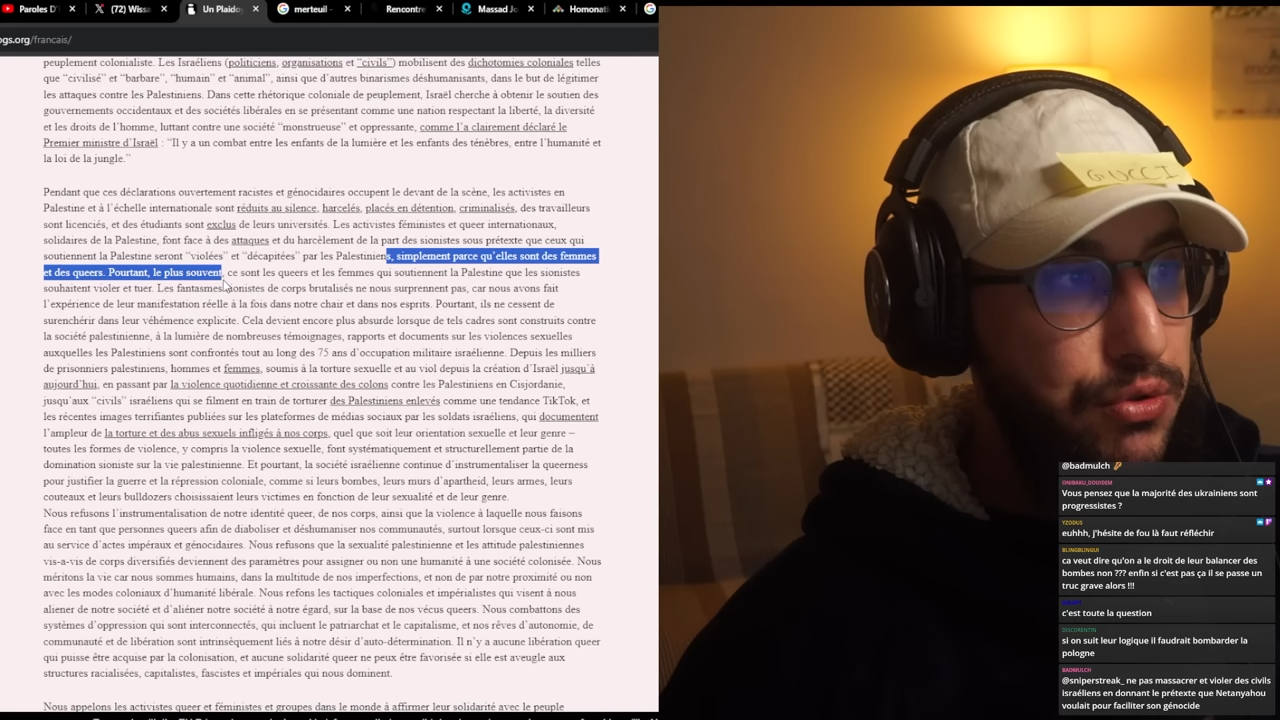 Paroles D'I
(72) Wissa
Un Plaidoy
merteuil -
Rencontre
Massad Jo
Homonati
ogs.org/francais/
peuplement colonialiste. Les Israéliens (politiciens, organisations et "civils") mobilisent des dichotomies coloniales telles
que "civilisé" et "barbare", "humain" et "animal", ainsi que d'autres binarismes déshumanisants, dans le but de légitimer
les attaques contre les Palestiniens. Dans cette rhétorique coloniale de peuplement, Israël cherche à obtenir le soutien des
gouvernements occidentaux et des sociétés libérales en se présentant comme une nation respectant la liberté, la diversité
et les droits de l'homme, luttant contre une société "monstrueuse" et oppressante, comme l'a clairement déclaré le
Premier ministre d'Israël : "Il y a un combat entre les enfants de la lumière et les enfants des ténèbres, entre l'humanité et
la loi de la jungle."
Pendant que ces déclarations ouvertement racistes et génocidaires occupent le devant de la scène, les activistes en
Palestine et à l'échelle internationale sont réduits au silence, harcelés, placés en détention, criminalisés, des travailleurs
sont licenciés, et des étudiants sont exclus de leurs universités. Les activistes féministes et queer internationaux,
solidaires de la Palestine, font face à des attaques et du harcèlement de la part des sionistes sous prétexte que ceux qui
soutiennent la Palestine seront "violées" et "décapitées" par les Palestiniens, simplement parce qu'elles sont des femmes
et des queers. Pourtant, le plus souvent, ce sont les queers et les femmes qui soutiennent la Palestine que les sionistes
souhaitent violer et tuer. Les fantasmes sionistes de corps brutalisés ne nous surprennent pas, car nous avons fait
l'expérience de leur manifestation réelle à la fois dans notre chair et dans nos esprits. Pourtant, ils ne cessent de
surenchérir dans leur véhémence explicite. Cela devient encore plus absurde lorsque de tels cadres sont construits contre
la société palestinienne, à la lumière de nombreuses témoignages, rapports et documents sur les violences sexuelles
auxquelles les Palestiniens sont confrontés tout au long des 75 ans d'occupation militaire israélienne. Depuis les milliers
de prisonniers palestiniens, hommes et femmes, soumis à la torture sexuelle et au viol depuis la création d'Israël jusqu'à
aujourd'hui, en passant par la violence quotidienne et croissante des colons contre les Palestiniens en Cisjordanie,
jusqu'aux "civils" israéliens qui se filment en train de torturer des Palestiniens enlevés comme une tendance TikTok, et
les récentes images terrifiantes publiées sur les plateformes de médias sociaux par les soldats israéliens, qui documentent
l'ampleur de la torture et des abus sexuels infligés à nos corps, quel que soit leur orientation sexuelle et leur genre –
toutes les formes de violence, y compris la violence sexuelle, font systématiquement et structurellement partie de la
domination sioniste sur la vie palestinienne. Et pourtant, la société israélienne continue d'instrumentaliser la queerness
pour justifier la guerre et la répression coloniale, comme si leurs bombes, leurs murs d'apartheid, leurs armes, leurs
couteaux et leurs bulldozers choisissaient leurs victimes en fonction de leur sexualité et de leur genre.
Nous refusons l'instrumentalisation de notre identité queer, de nos corps, ainsi que la violence à laquelle nous faisons
face en tant que personnes queers afin de diaboliser et déshumaniser nos communautés, surtout lorsque ceux-ci sont mis
au service d'actes impéraux et génocidaires. Nous refusons que la sexualité palestinienne et les attitude palestiniennes
vis-a-vis de corps diversifiés deviennent des paramètres pour assigner ou non une humanité à une société colonisée. Nous
méritons la vie car nous sommes humains, dans la multitude de nos imperfections, et non de par notre proximité ou non
avec les modes coloniaux d'humanité libérale. Nous refons les tactiques coloniales et impérialistes qui visent à nous
aliener de notre société et d'aliéner notre société à notre égard, sur la base de nos vécus queers. Nous combattons des
systèmes d'oppression qui sont interconnectés, qui incluent le patriarchat et le capitalisme, et nos rêves d'autonomie, de
communauté et de libération sont intrinsèquement liés à notre désir d'auto-détermination. Il n'y a aucune libération queer
qui puisse être acquise par la colonisation, et aucune solidarité queer ne peut être favorisée si elle est aveugle aux
structures racialisées, capitalistes, fascistes et impériales qui nous dominent.
Nous appelons les activistes queer et féministes et groupes dans le monde à affirmer leur solidarité avec le peuple
GUCCI
@badmulch
ONIBAKU_DOUIDEM
Vous pensez que la majorité des ukrainiens sont
progressistes ?
YZODUS
euhhh, j'hésite de fou là faut réfléchir
BLINGBLINGUI
ca veut dire qu'on a le droit de leur balancer des
bombes non ??? enfin si c'est pas ça il se passe un
truc grave alors !!!
c'est toute la question
DISCORENTIN
si on suit leur logique il faudrait bombarder la
pologne
BADMULCH
@sniperstreak_ ne pas massacrer et violer des civils
israéliens en donnant le prétexte que Netanyahou
voulait pour faciliter son génocide